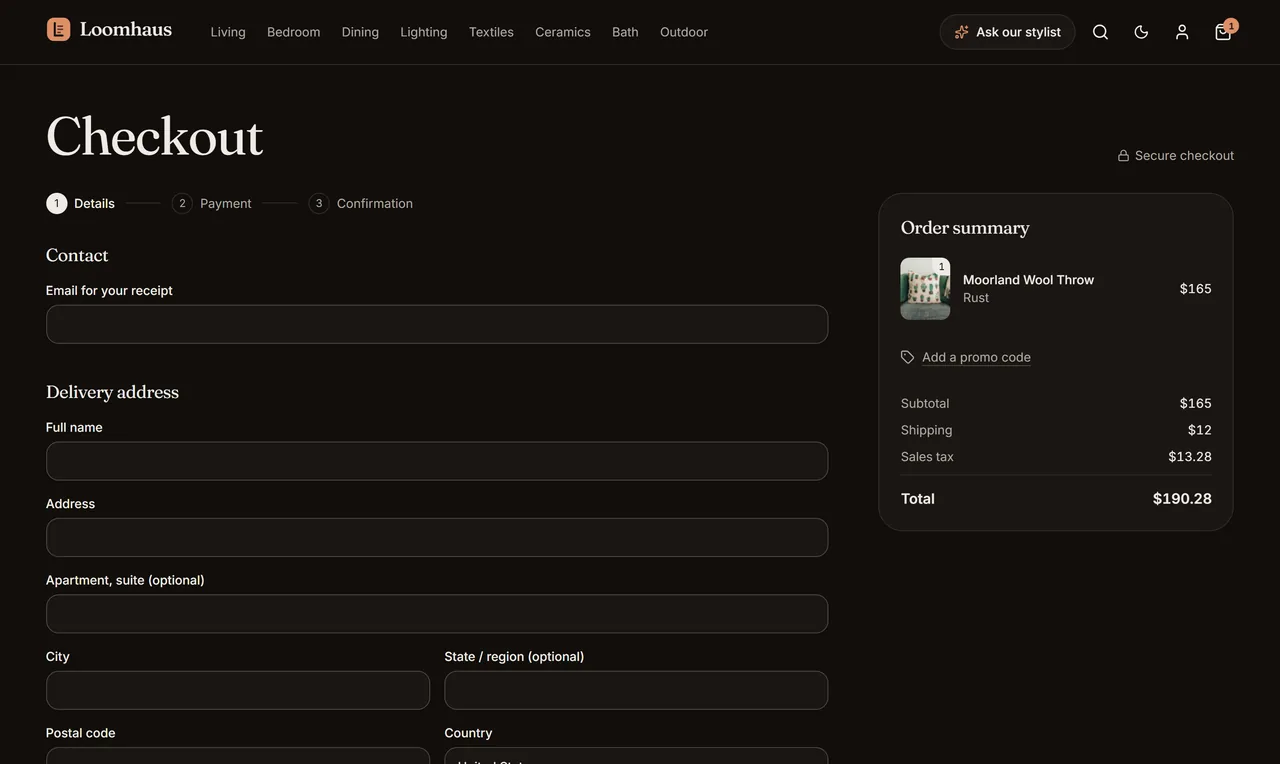 Loomhaus
Living Bedroom Dining Lighting Textiles Ceramics Bath Outdoor
Ask our stylist
1
Checkout
Secure checkout
1 Details
2 Payment
3 Confirmation
Contact
Email for your receipt
Delivery address
Full name
Address
Apartment, suite (optional)
City
State / region (optional)
Postal code
Country
Order summary
1
Moorland Wool Throw
Rust
$165
Add a promo code
Subtotal $165
Shipping $12
Sales tax $13.28
Total $190.28